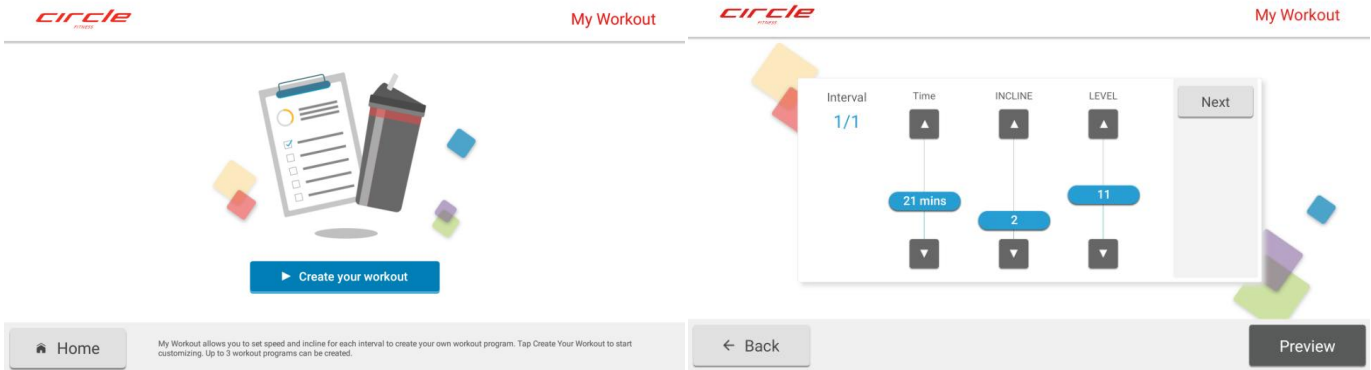 circle
FITNESS
My Workout
Create your workout
Home
My Workout allows you to set speed and incline for each interval to create your own workout program. Tap Create Your Workout to start
customizing. Up to 3 workout programs can be created.
circle
FITNESS
My Workout
Interval
1/1
Time
INCLINE
LEVEL
21 mins
2
11
Next
Back
Preview